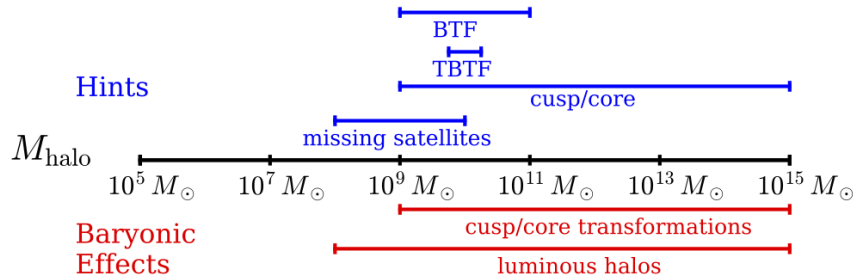 BTF
TBTF
Hints
cusp/core
missing satellites
M_halo
10^5 M_⊙ 10^7 M_⊙ 10^9 M_⊙ 10^11 M_⊙ 10^13 M_⊙ 10^15 M_⊙
cusp/core transformations
Baryonic
Effects
luminous halos